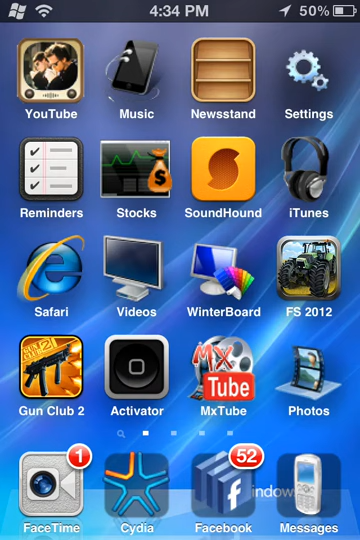 4:34 PM 50%
YouTube Music Newsstand Settings
Reminders Stocks SoundHound iTunes
Safari Videos WinterBoard FS 2012
GUN CLUB 2
Mx
Tube
Gun Club 2 Activator MxTube Photos
1 52
f indow
FaceTime Cydia Facebook Messages